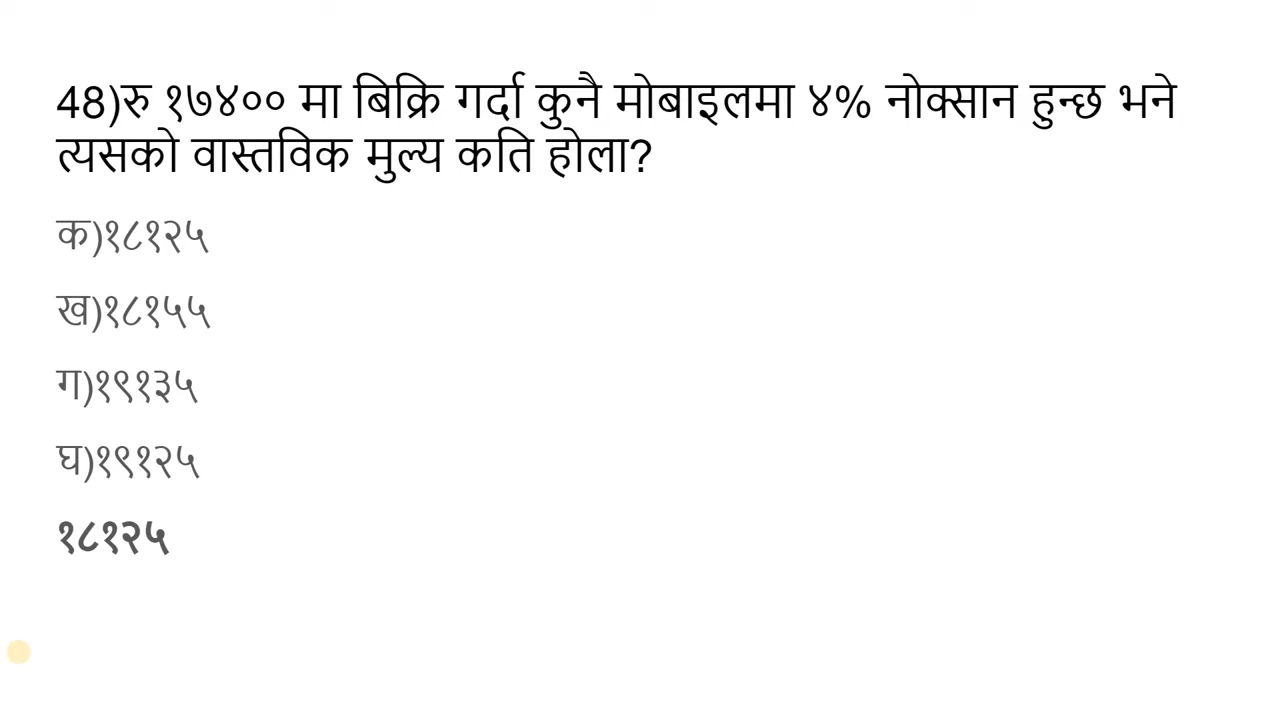 48)रु १७४०० मा बिक्रि गर्दा कुनै मोबाइलमा ४% नोक्सान हुन्छ भने
त्यसको वास्तविक मुल्य कति होला?
क)१८१२५
ख)१८१५५
ग)१९१३५
घ)१९१२५
१८१२५